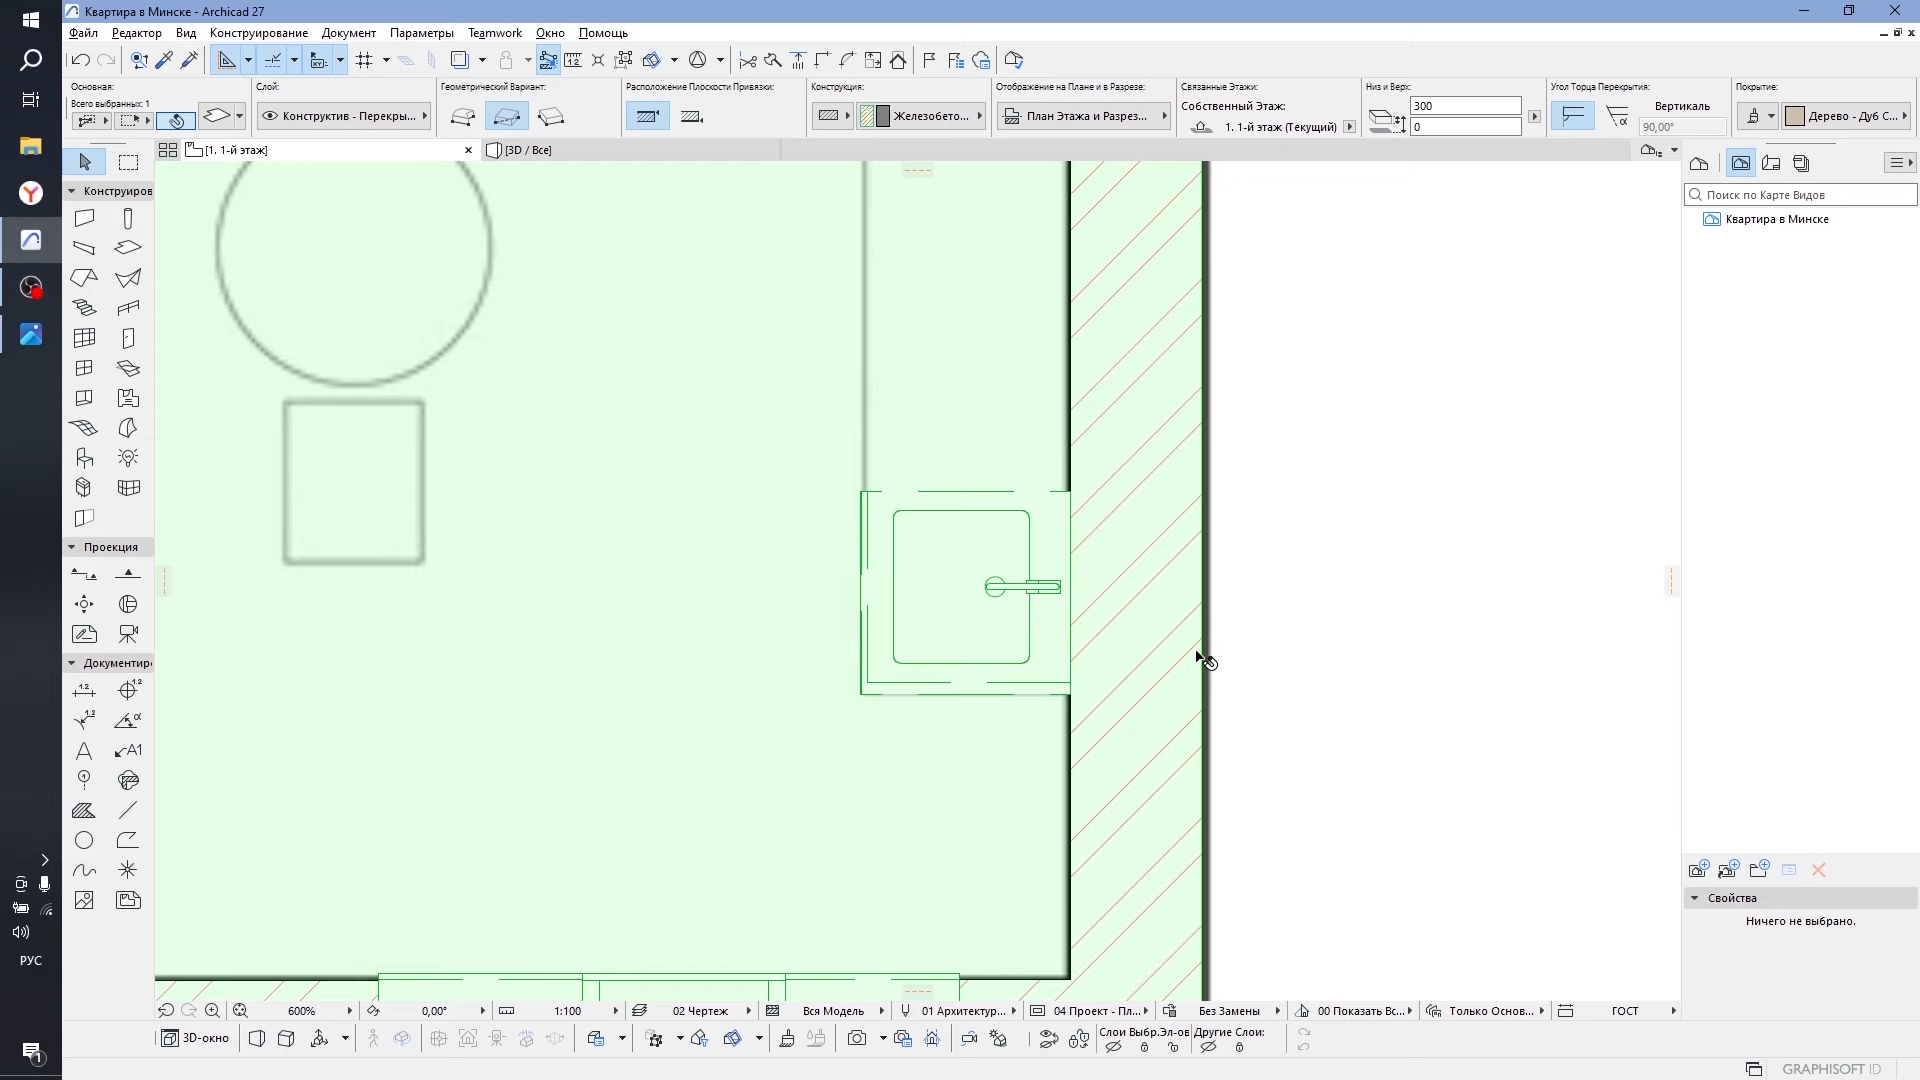 Квартира в Минске - Archicad 27
Файл Редактор Вид Конструирование Документ Параметры Teamwork Окно Помощь
Основная:
Всего выбранных: 1
Слой:
Конструктив - Перекры...
Геометрический Вариант:
Расположение Плоскости Привязки:
Конструкция:
Железобето...
Отображение на Плане и в Разрезе:
План Этажа и Разрез...
Связанные Этажи:
Собственный Этаж:
1. 1-й этаж (Текущий)
Низ и Верх:
300
0
Угол Торца Перекрытия:
Вертикаль
90,00°
Покрытие:
Дерево - Дуб С...
[1. 1-й этаж]
[3D / Все]
Конструиров
Проекция
Документирс
A
A1
Поиск по Карте Видов
Квартира в Минске
Свойства
Ничего не выбрано.
РУС
600%
0,00°
1:100
02 Чертеж
Вся Модель
01 Архитектур...
04 Проект - Пл...
Без Замены
00 Показать Вс...
Только Основ...
ГОСТ
3D-окно
Слои Выбр.Эл-ов
Другие Слои:
GRAPHISOFT ID